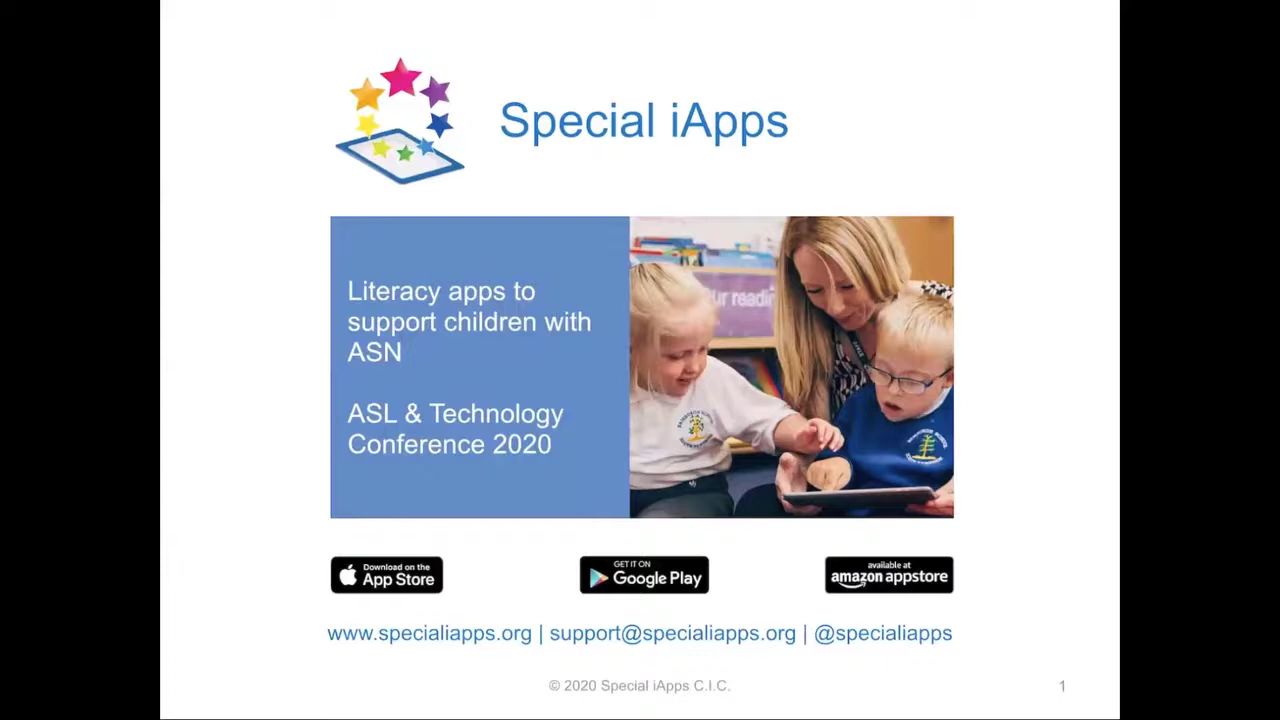 Special iApps
Literacy apps to
support children with
ASN
ASL & Technology
Conference 2020
ur readi
Download on the
App Store
GET IT ON
Google Play
available at
amazon appstore
www.specialiapps.org | support@specialiapps.org | @specialiapps
© 2020 Special iApps C.I.C.
1